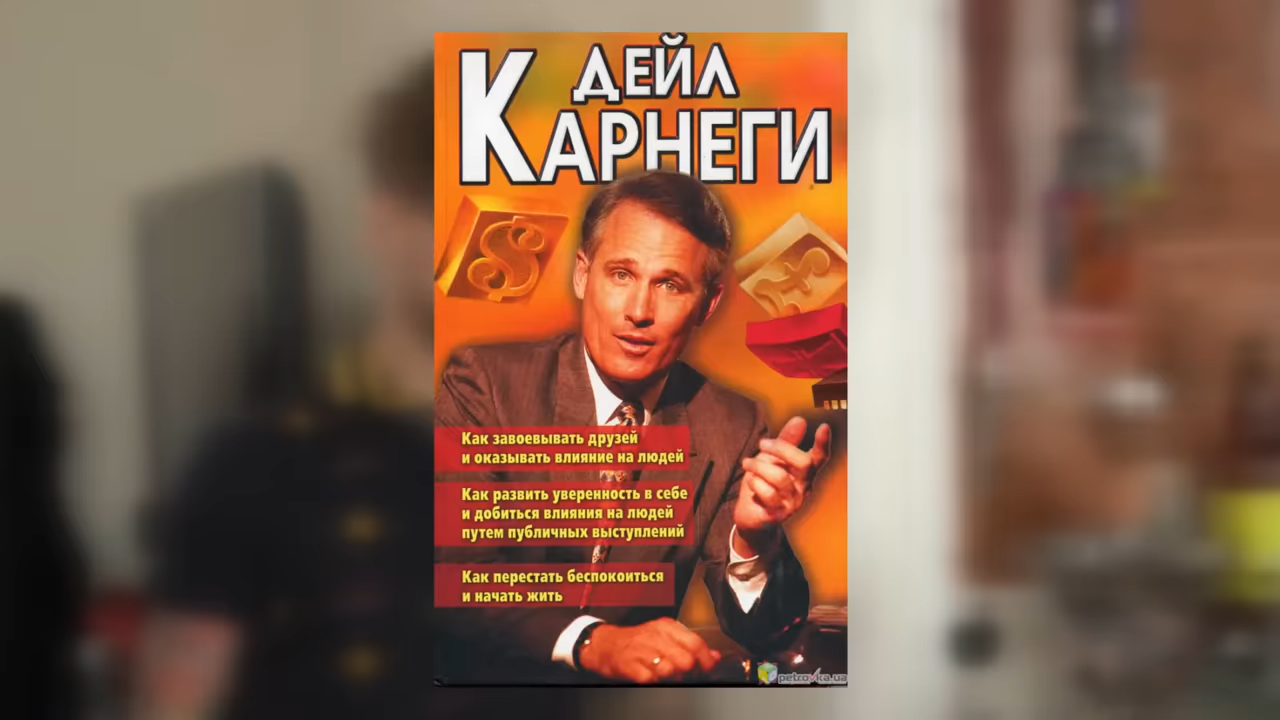 ДЕЙЛ
КАРНЕГИ
Как завоевывать друзей
и оказывать влияние на людей
Как развить уверенность в себе
и добиться влияния на людей
путем публичных выступлений
Как перестать беспокоиться
и начать жить
petrovka.ua